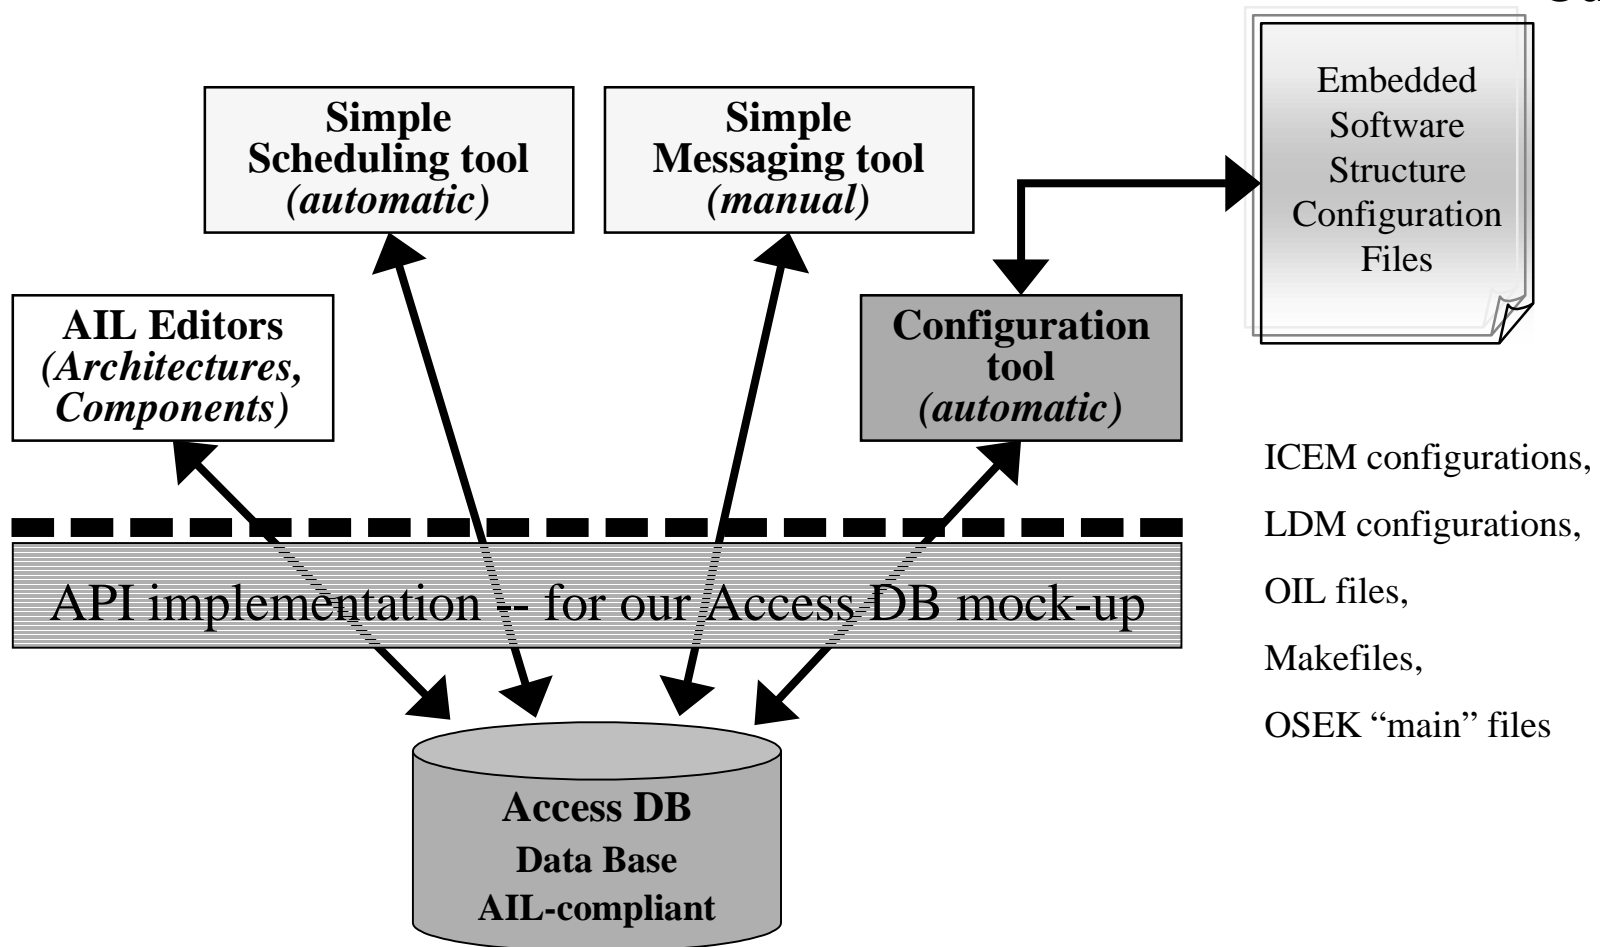 Simple
Scheduling tool
(automatic)
Simple
Messaging tool
(manual)
Embedded
Software
Structure
Configuration
Files
AIL Editors
(Architectures,
Components)
Configuration
tool
(automatic)
ICEM configurations,
LDM configurations,
OIL files,
Makefiles,
OSEK “main” files
API implementation -- for our Access DB mock-up
Access DB
Data Base
AIL-compliant